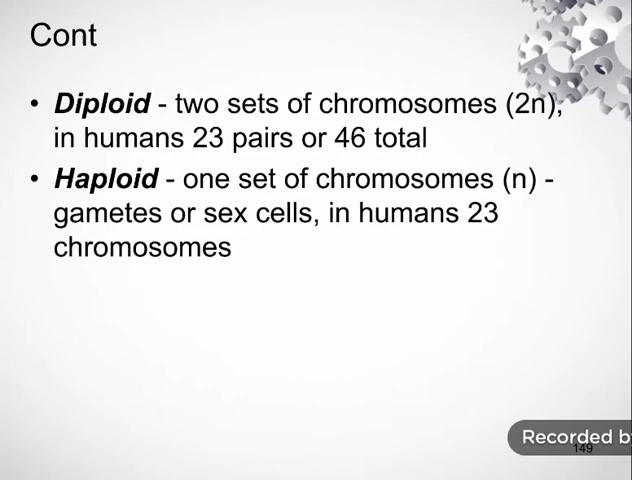 Cont
• Diploid - two sets of chromosomes (2n),
in humans 23 pairs or 46 total
• Haploid - one set of chromosomes (n) -
gametes or sex cells, in humans 23
chromosomes
Recorded by
149